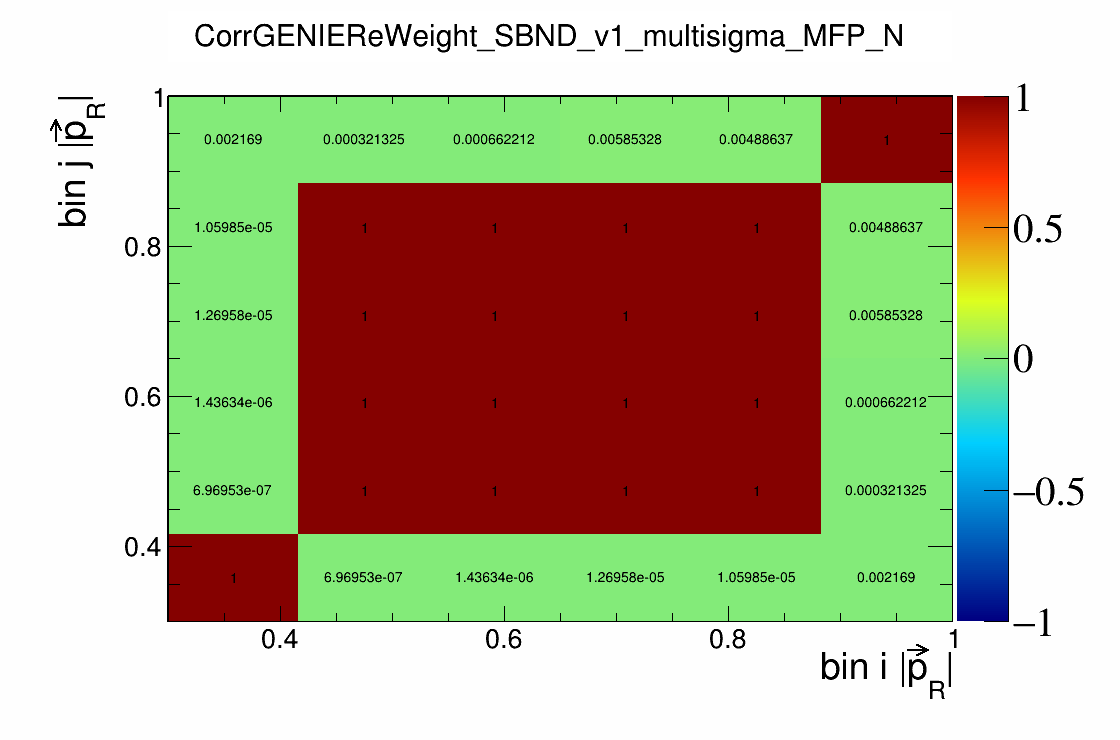 CorrGENIEReWeight_SBND_v1_multisigma_MFP_N
bin j |p⃗_R|
1
0.8
0.6
0.4
0.002169 0.000321325 0.000662212 0.00585328 0.00488637 1
1.05985e-05 1 1 1 1 0.00488637
1.26958e-05 1 1 1 1 0.00585328
1.43634e-06 1 1 1 1 0.000662212
6.96953e-07 1 1 1 1 0.000321325
1 6.96953e-07 1.43634e-06 1.26958e-05 1.05985e-05 0.002169
0.4 0.6 0.8 1
bin i |p⃗_R|
1
0.5
0
−0.5
−1